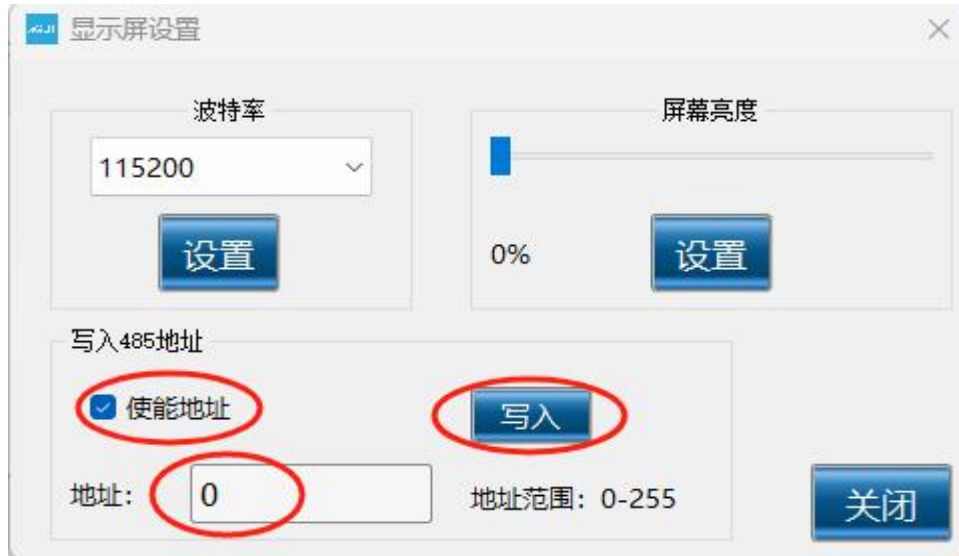 显示屏设置
波特率
屏幕亮度
115200
设置
0%
设置
写入485地址
使能地址
写入
地址：
0
地址范围：0-255
关闭